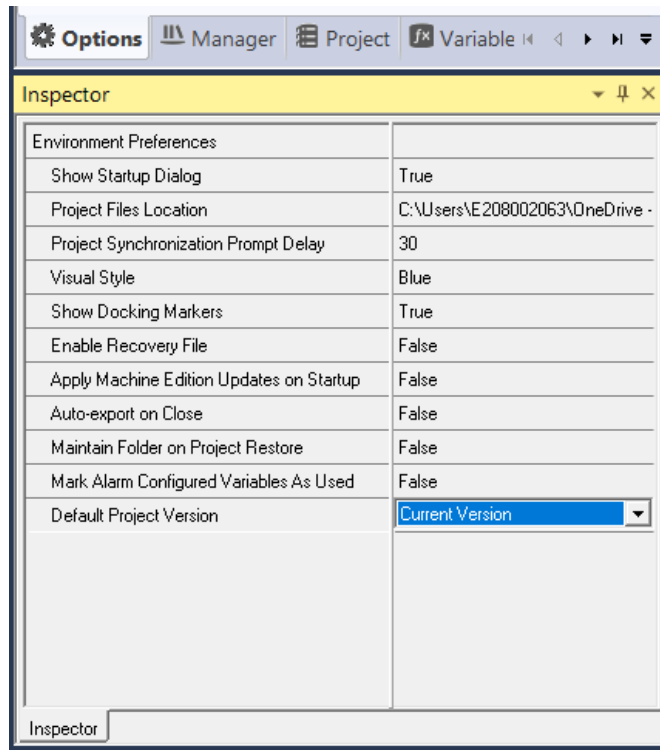 Options Manager Project Variable
Inspector
Environment Preferences
Show Startup Dialog True
Project Files Location C:\Users\E208002063\OneDrive -
Project Synchronization Prompt Delay 30
Visual Style Blue
Show Docking Markers True
Enable Recovery File False
Apply Machine Edition Updates on Startup False
Auto-export on Close False
Maintain Folder on Project Restore False
Mark Alarm Configured Variables As Used False
Default Project Version Current Version
Inspector